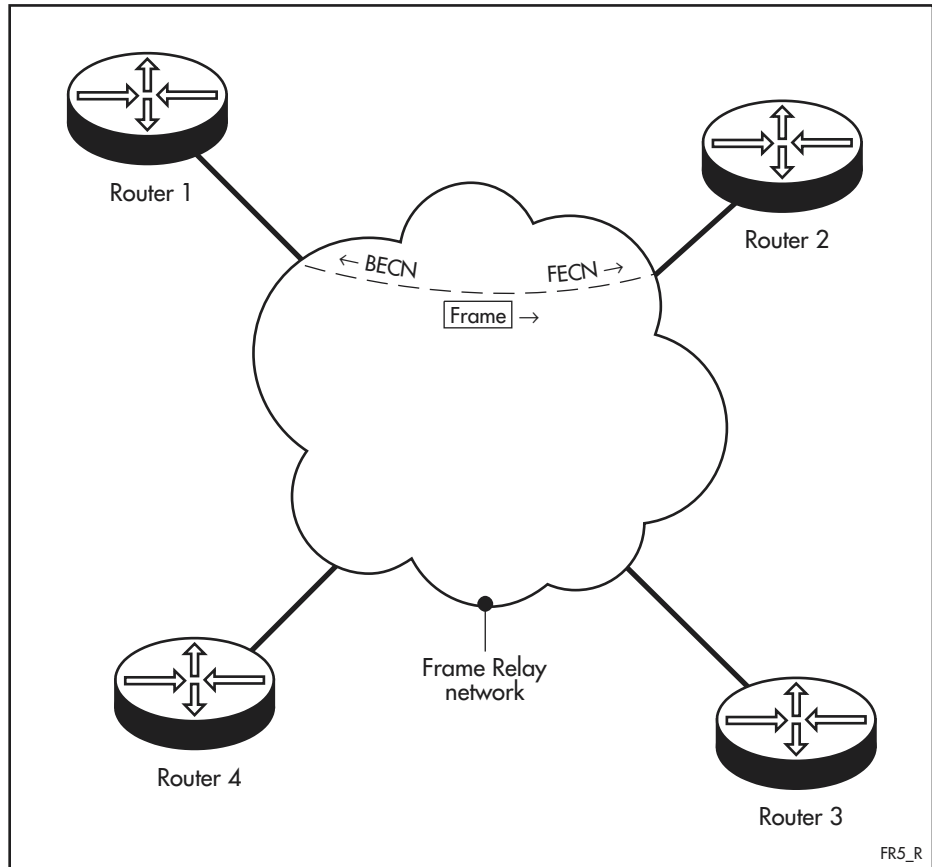 Router 1
Router 2
← BECN
FECN →
Frame →
Frame Relay
network
Router 4
Router 3
FR5_R